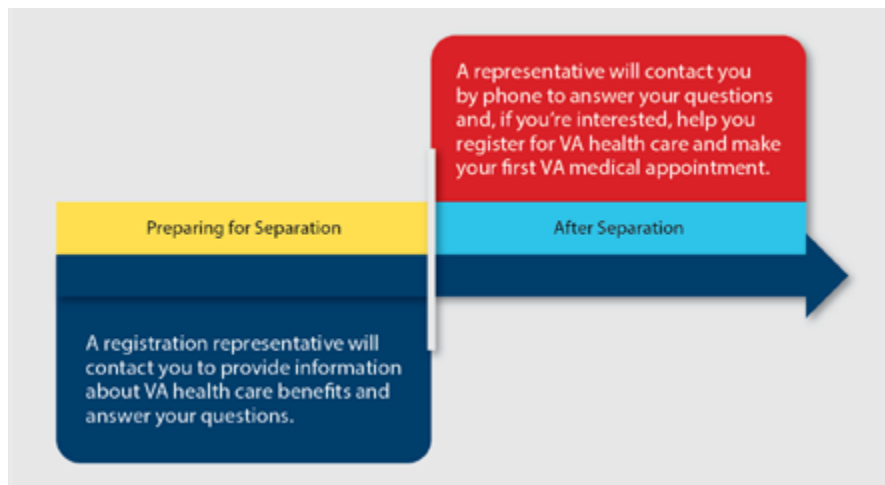 A representative will contact you
by phone to answer your questions
and, if you’re interested, help you
register for VA health care and make
your first VA medical appointment.
Preparing for Separation
After Separation
A registration representative will
contact you to provide information
about VA health care benefits and
answer your questions.